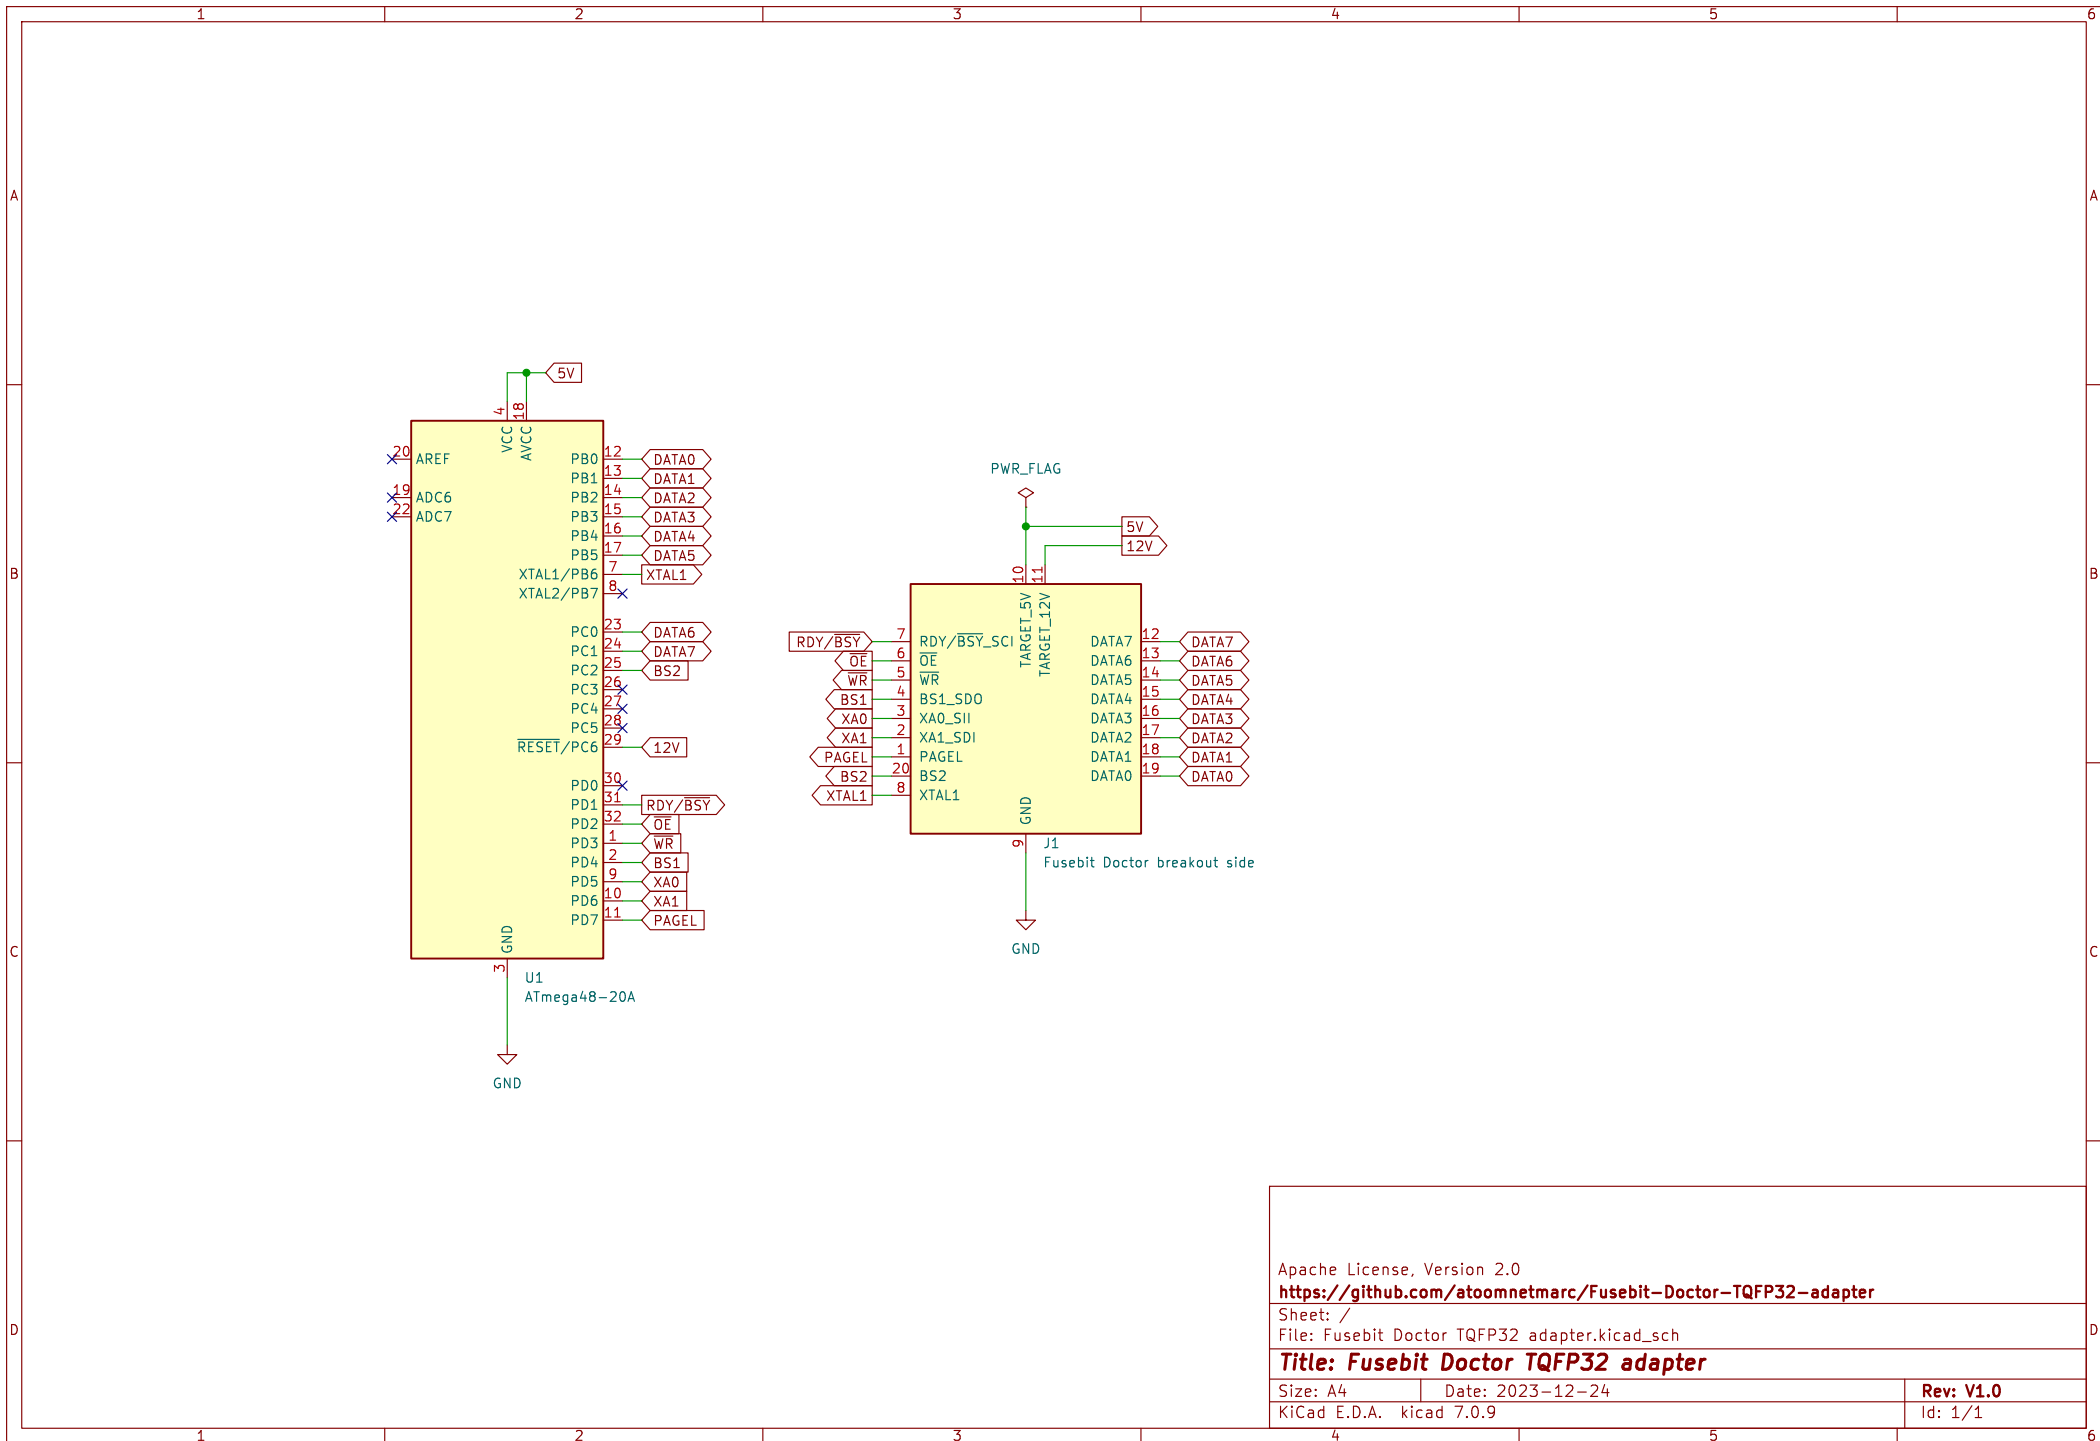 1 2 3 4 5 6
A A
B B
C C
D D
5V
4 18
VCC AVCC
20 AREF
19 ADC6
22 ADC7
PB0 12 DATA0
PB1 13 DATA1
PB2 14 DATA2
PB3 15 DATA3
PB4 16 DATA4
PB5 17 DATA5
XTAL1/PB6 7 XTAL1
XTAL2/PB7 8
PC0 23 DATA6
PC1 24 DATA7
PC2 25 BS2
PC3 26
PC4 27
PC5 28
RESET/PC6 29 12V
PD0 30
PD1 31 RDY/BSY
PD2 32 OE
PD3 1 WR
PD4 2 BS1
PD5 9 XA0
PD6 10 XA1
PD7 11 PAGEL
GND
3
U1
ATmega48-20A
GND
PWR_FLAG
5V
12V
10 11
TARGET_5V TARGET_12V
RDY/BSY 7 RDY/BSY_SCI
OE 6 OE
WR 5 WR
BS1 4 BS1_SDO
XA0 3 XA0_SII
XA1 2 XA1_SDI
PAGEL 1 PAGEL
BS2 20 BS2
XTAL1 8 XTAL1
DATA7 12 DATA7
DATA6 13 DATA6
DATA5 14 DATA5
DATA4 15 DATA4
DATA3 16 DATA3
DATA2 17 DATA2
DATA1 18 DATA1
DATA0 19 DATA0
GND
9
J1
Fusebit Doctor breakout side
GND
Apache License, Version 2.0
https://github.com/atoomnetmarc/Fusebit-Doctor-TQFP32-adapter
Sheet: /
File: Fusebit Doctor TQFP32 adapter.kicad_sch
Title: Fusebit Doctor TQFP32 adapter
Size: A4 Date: 2023-12-24 Rev: V1.0
KiCad E.D.A. kicad 7.0.9 Id: 1/1
1 2 3 4 5 6